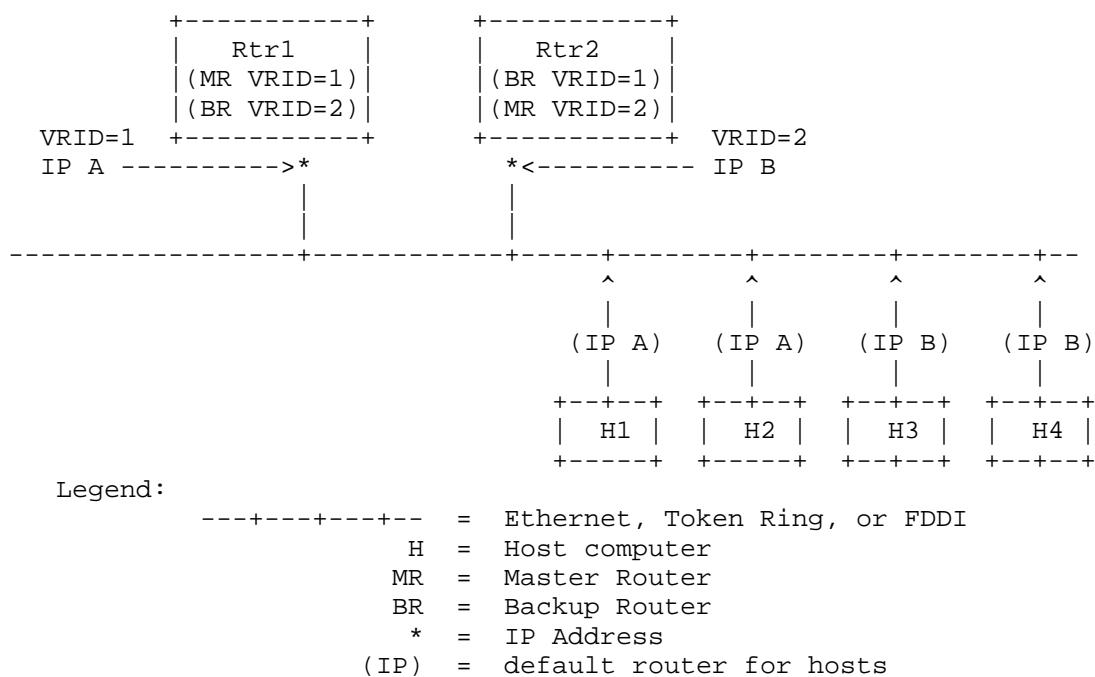 +-----------+ +-----------+
| Rtr1 | | Rtr2 |
|(MR VRID=1)| |(BR VRID=1)|
|(BR VRID=2)| |(MR VRID=2)|
VRID=1 +-----------+ +-----------+ VRID=2
IP A ---------->* *<---------- IP B
| |
| |
------------------+------------+-----+--------+--------+--------+--
^ ^ ^ ^
| | | |
(IP A) (IP A) (IP B) (IP B)
| | | |
+--+--+ +--+--+ +--+--+ +--+--+
| H1 | | H2 | | H3 | | H4 |
+-----+ +-----+ +--+--+ +--+--+
Legend:
---+---+---+-- = Ethernet, Token Ring, or FDDI
H = Host computer
MR = Master Router
BR = Backup Router
* = IP Address
(IP) = default router for hosts